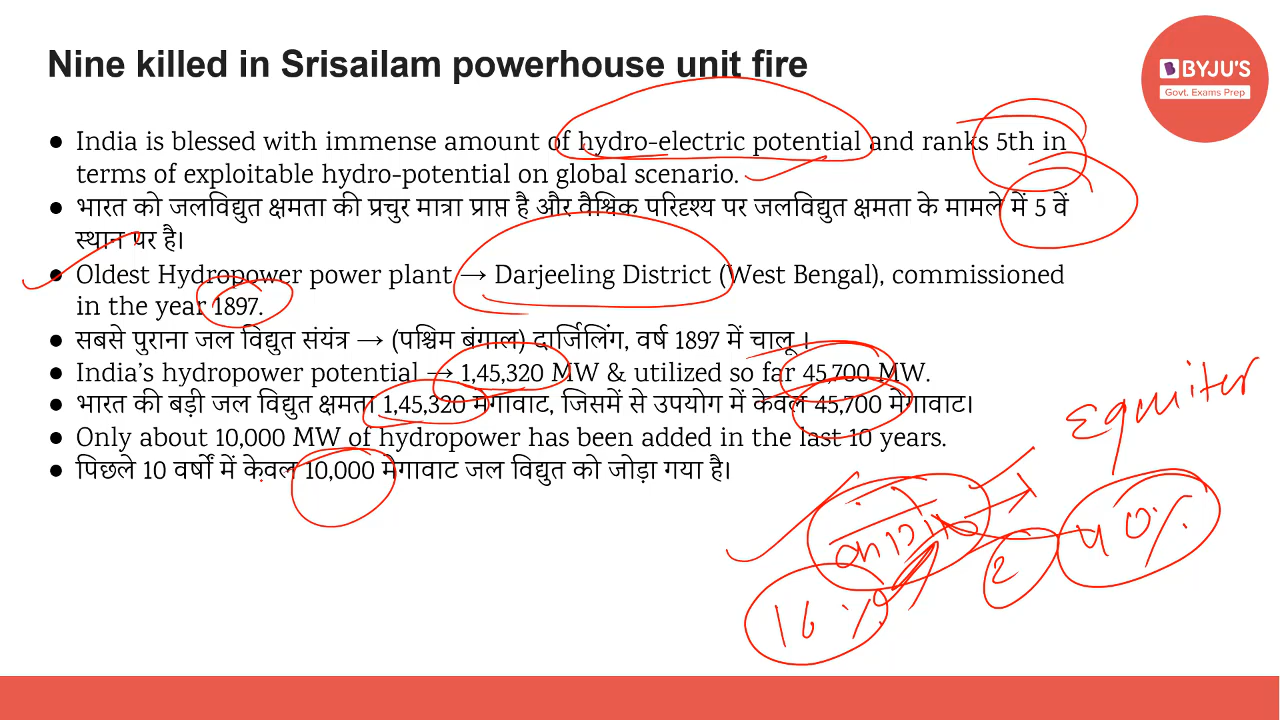 Nine killed in Srisailam powerhouse unit fire
BYJU'S
Govt. Exams Prep
● India is blessed with immense amount of hydro-electric potential and ranks 5th in
terms of exploitable hydro-potential on global scenario.
● भारत को जलविद्युत क्षमता की प्रचुर मात्रा प्राप्त है और वैश्विक परिदृश्य पर जलविद्युत क्षमता के मामले में 5 वें
स्थान पर है।
● Oldest Hydropower power plant → Darjeeling District (West Bengal), commissioned
in the year 1897.
● सबसे पुराना जल विद्युत संयंत्र → (पश्चिम बंगाल) दार्जिलिंग, वर्ष 1897 में चालू ।
● India's hydropower potential → 1,45,320 MW & utilized so far 45,700 MW.
● भारत की बड़ी जल विद्युत क्षमता 1,45,320 मेगावाट, जिसमें से उपयोग में केवल 45,700 मेगावाट।
● Only about 10,000 MW of hydropower has been added in the last 10 years.
● पिछले 10 वर्षों में केवल 10,000 मेगावाट जल विद्युत को जोड़ा गया है।
40%
2
16%